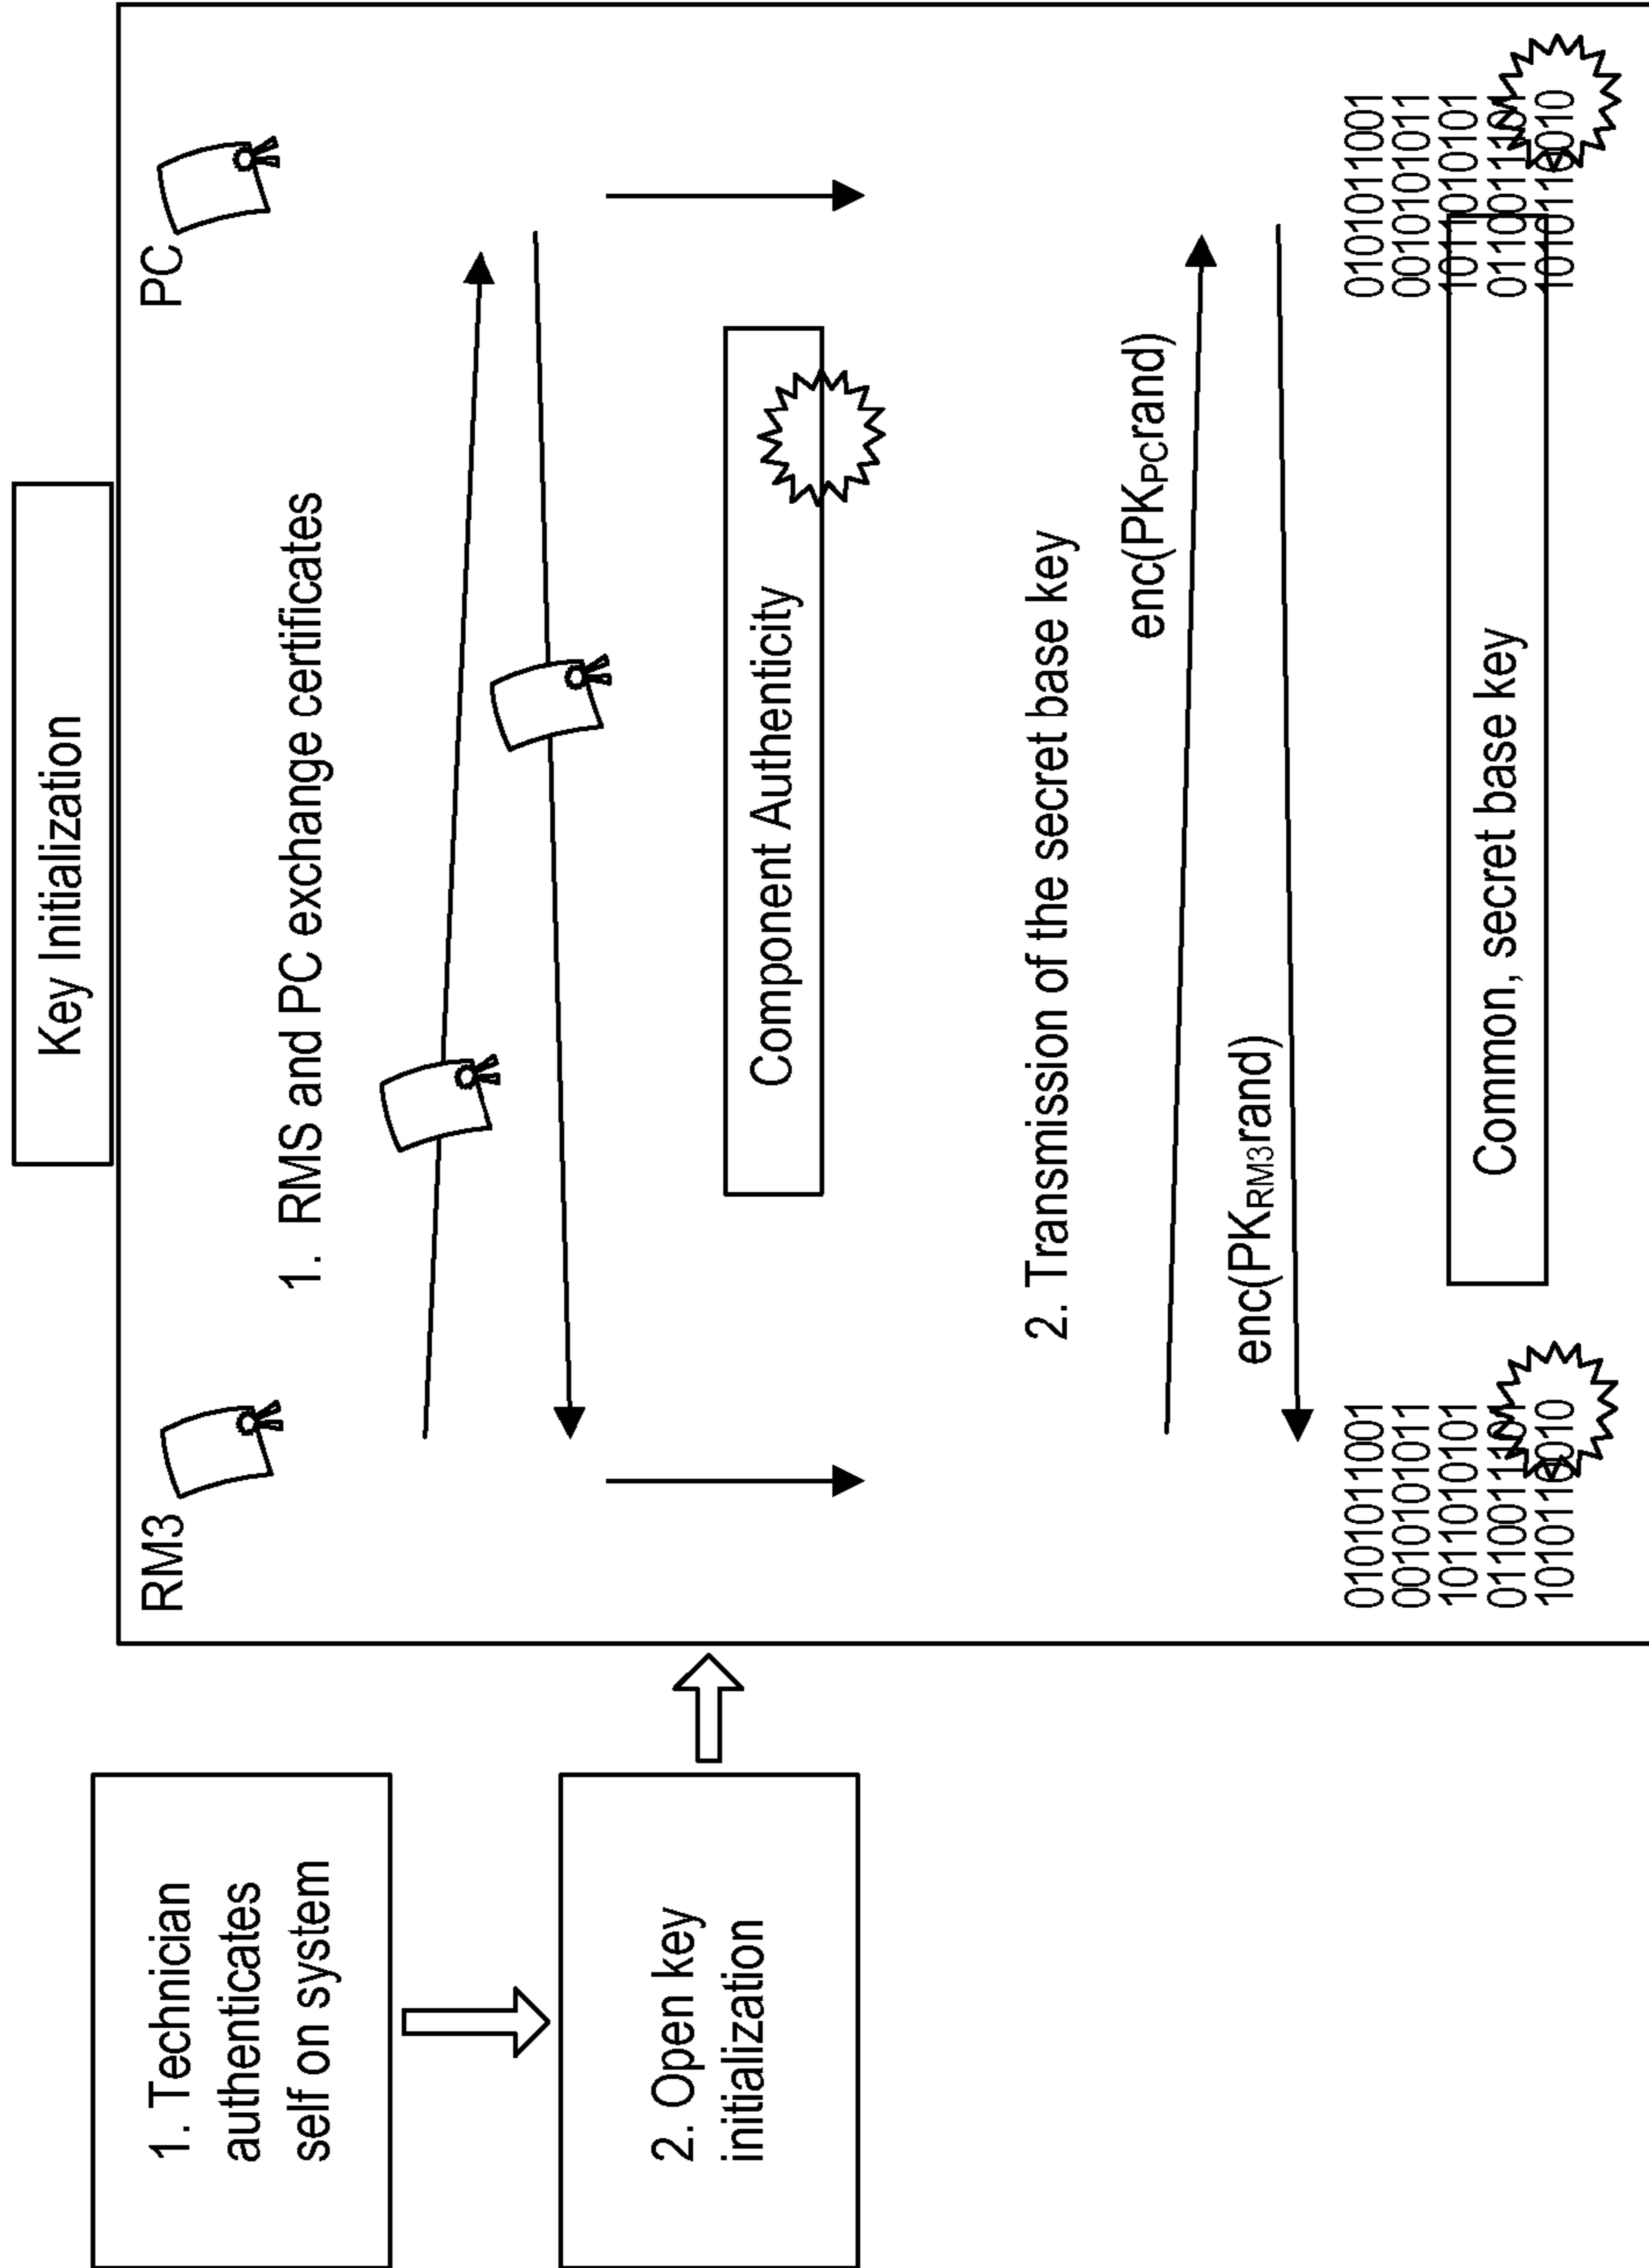 Key Initialization
1. Technician
authenticates
self on system
2. Open key
initialization
RM3
PC
1. RMS and PC exchange certificates
Component Authenticity
2. Transmission of the secret base key
enc(PKPCrand)
enc(PKRM3rand)
0101011001
0010101011
1011010101
0110011101
1010110010
0101011001
0010101011
1011010101
0110011101
1010110010
Common, secret base key